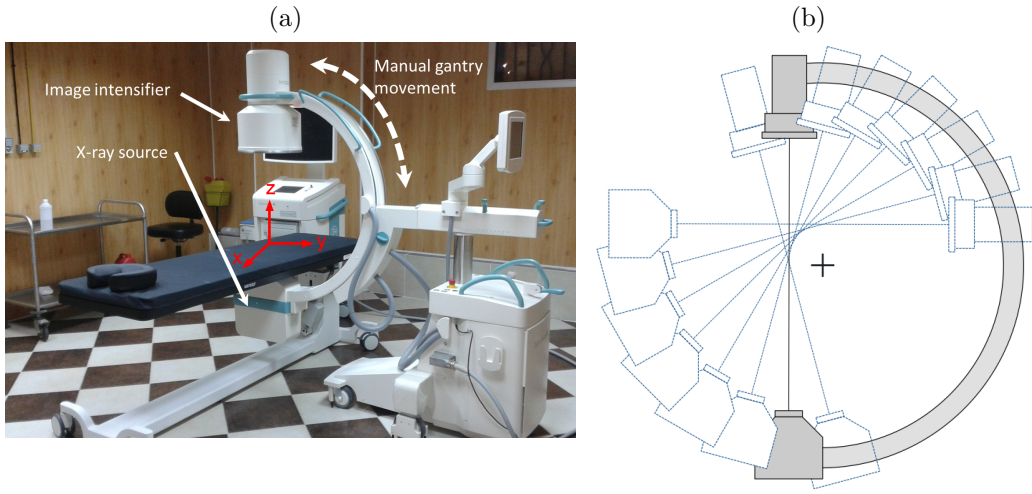 (a)
(b)
Image intensifier
Manual gantry
movement
X-ray source
z
y
x